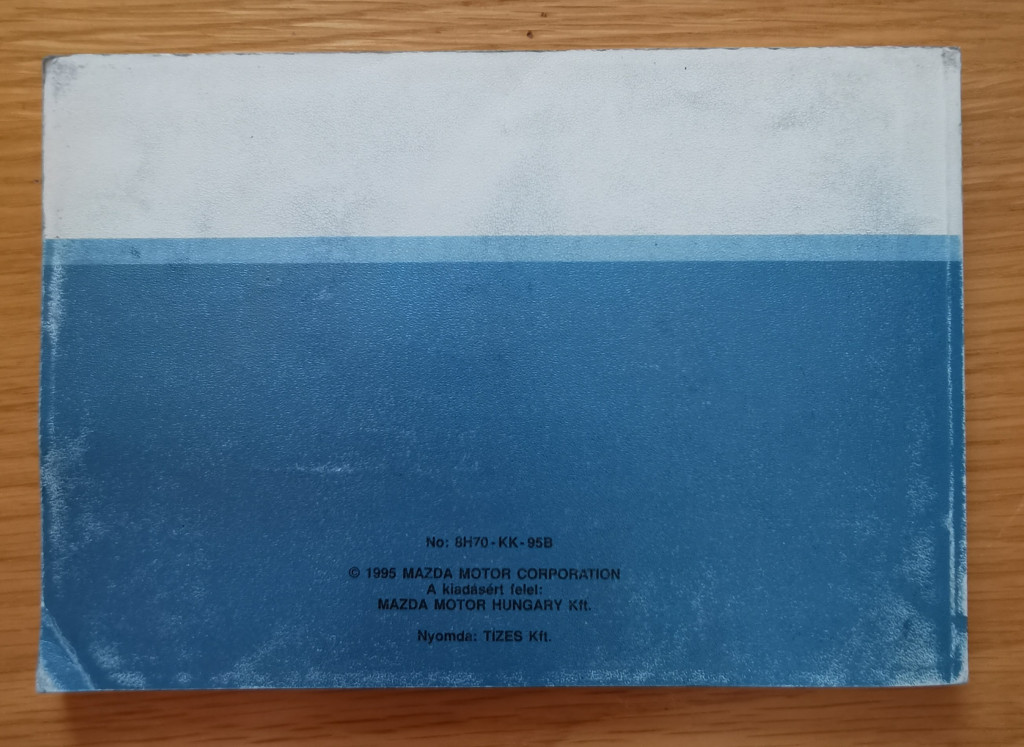 No: 8H70-KK-95B
© 1995 MAZDA MOTOR CORPORATION
A kiadásért felel:
MAZDA MOTOR HUNGARY Kft.
Nyomda: TIZES Kft.